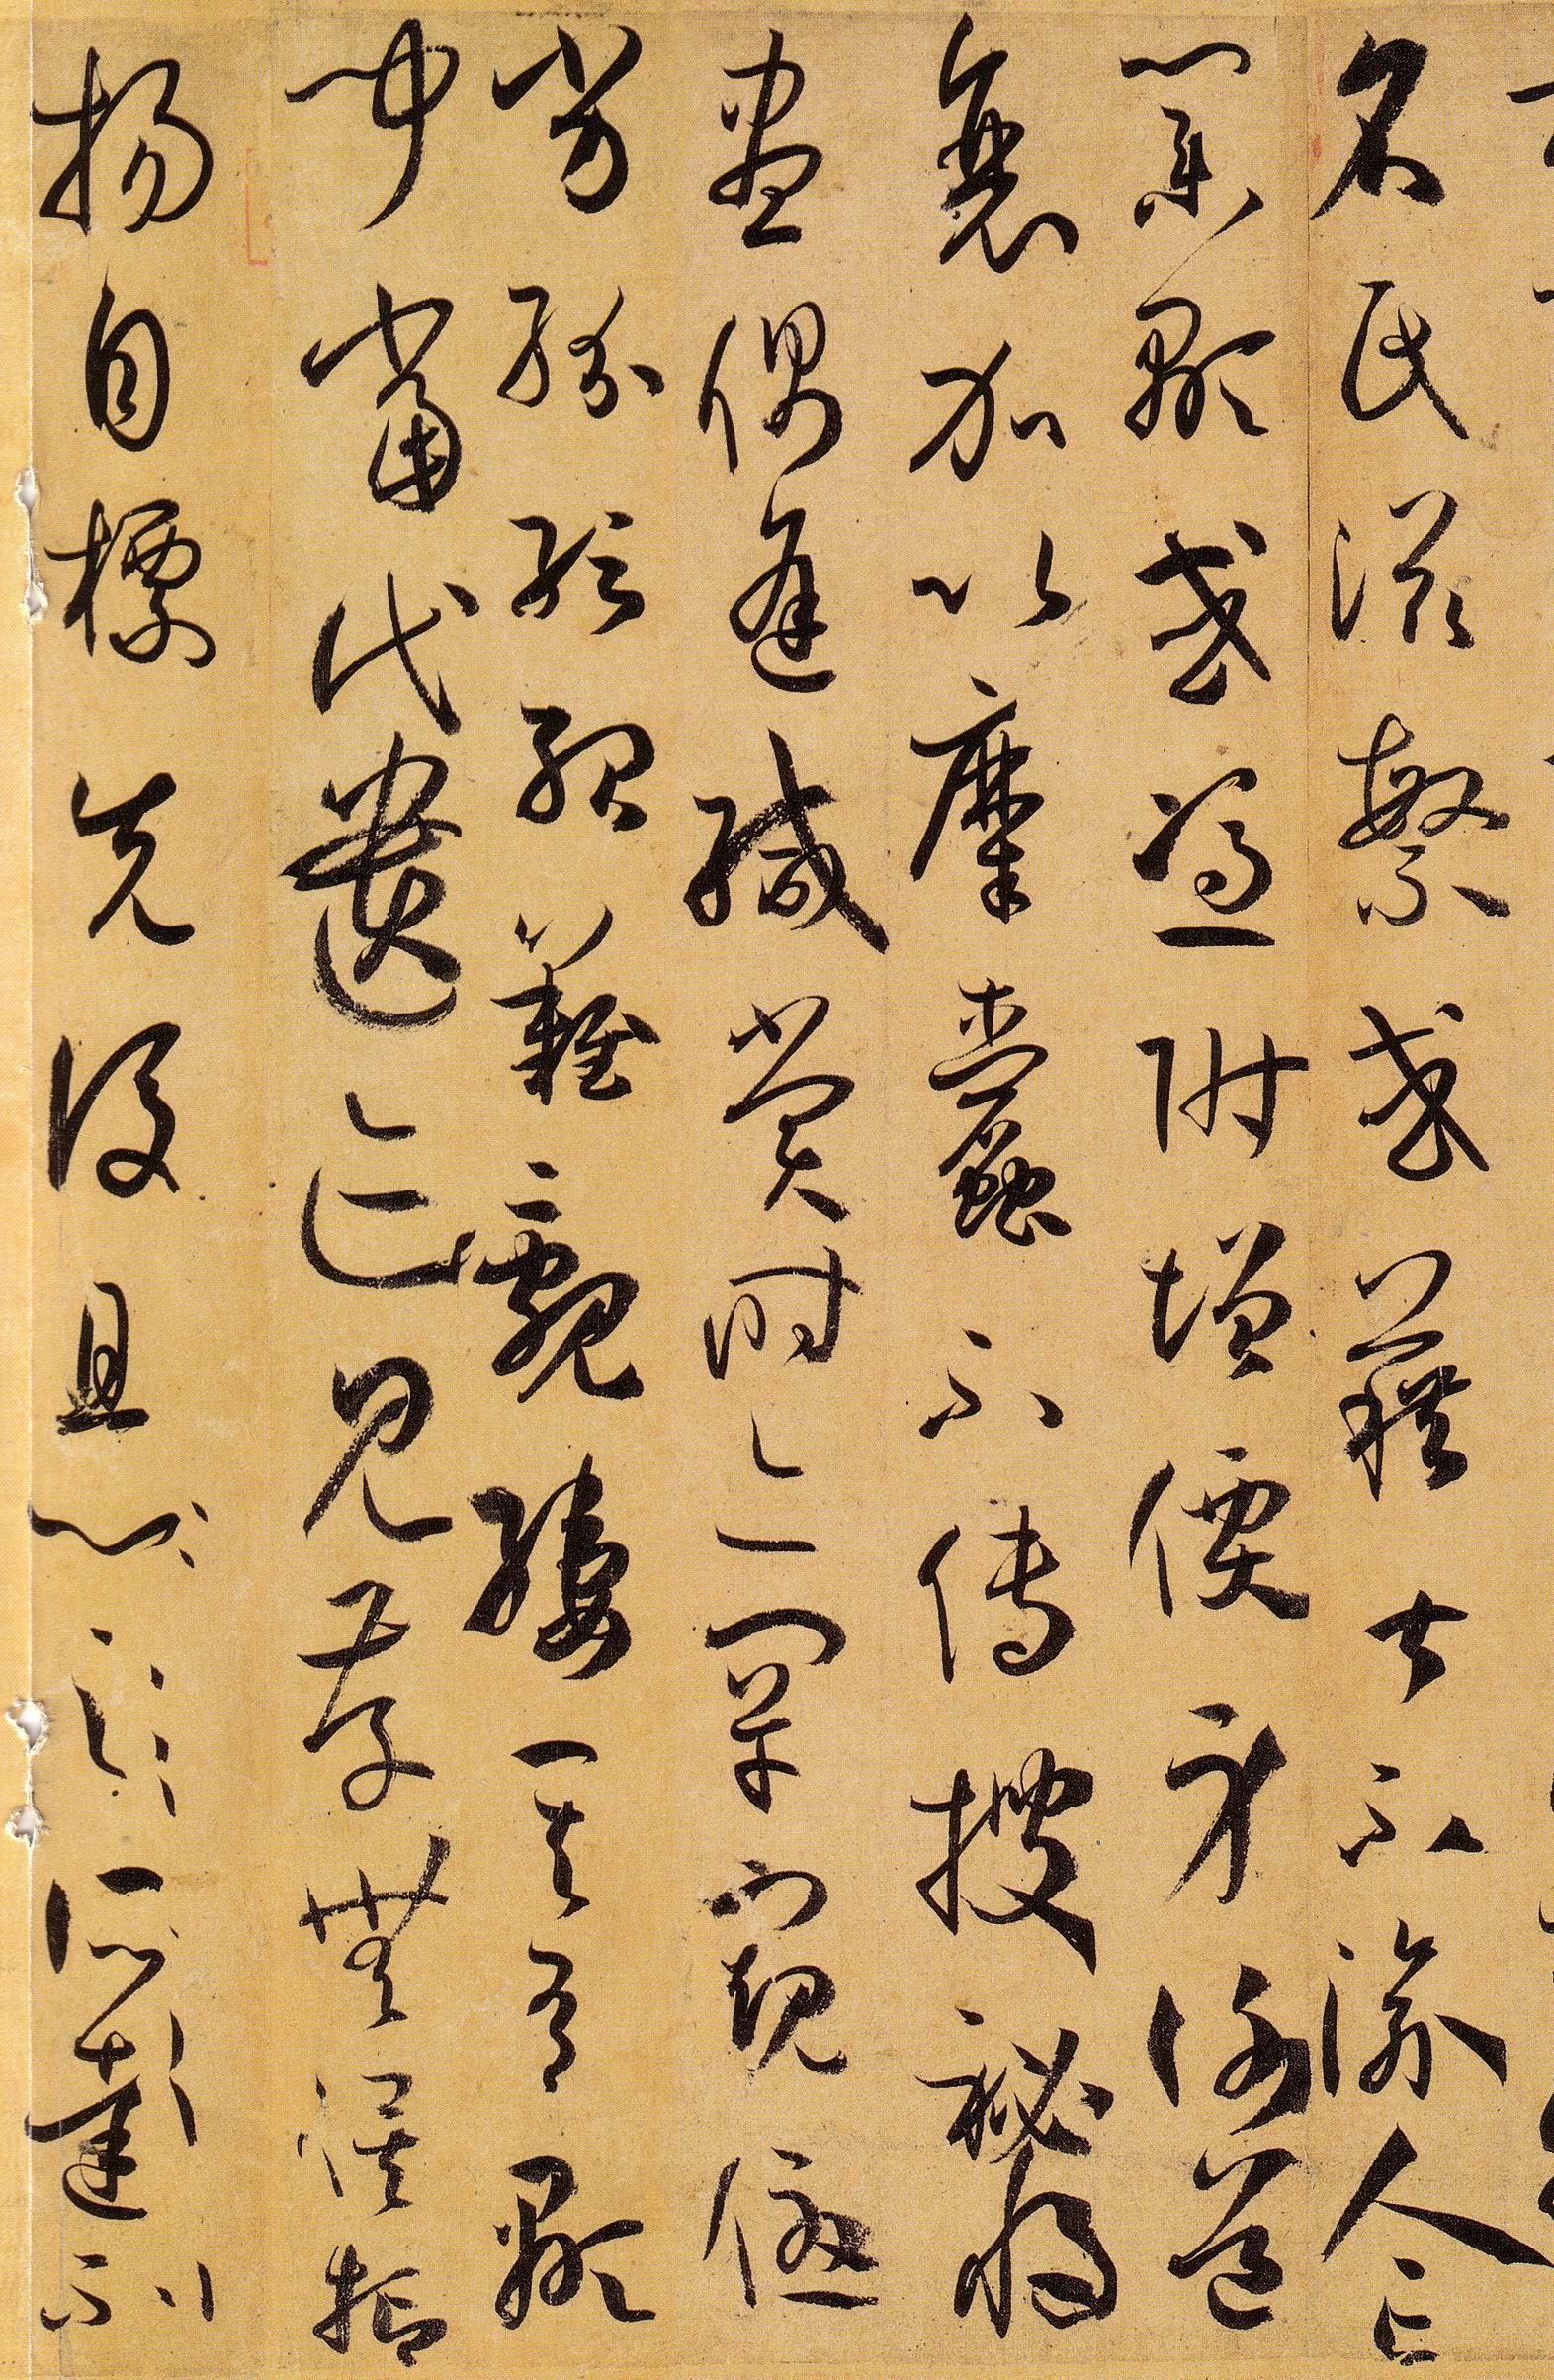 名氏滋繁或藉甚不渝人亡
業顯或憑附增價身謝道
衰加以糜蠹不傳搜秘將
盡偶逢緘賞時亦罕窺優
劣紛紜殆難覼縷其有顯
聞當代遺跡見存無俟抑
揚自標先後且六文之作肇自